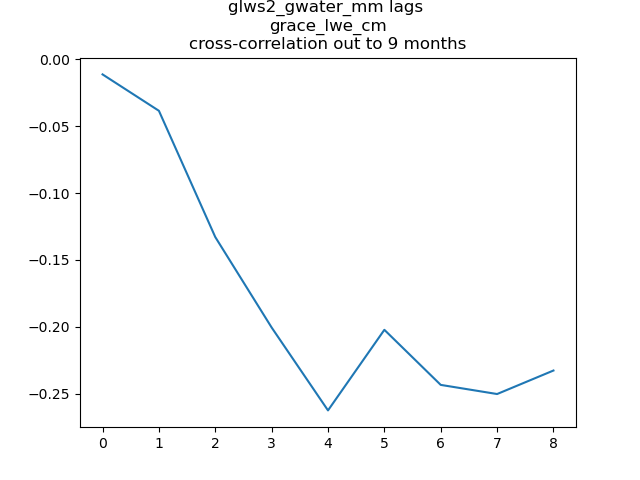 glws2_gwater_mm lags
grace_lwe_cm
cross-correlation out to 9 months
0.00
−0.05
−0.10
−0.15
−0.20
−0.25
0 1 2 3 4 5 6 7 8